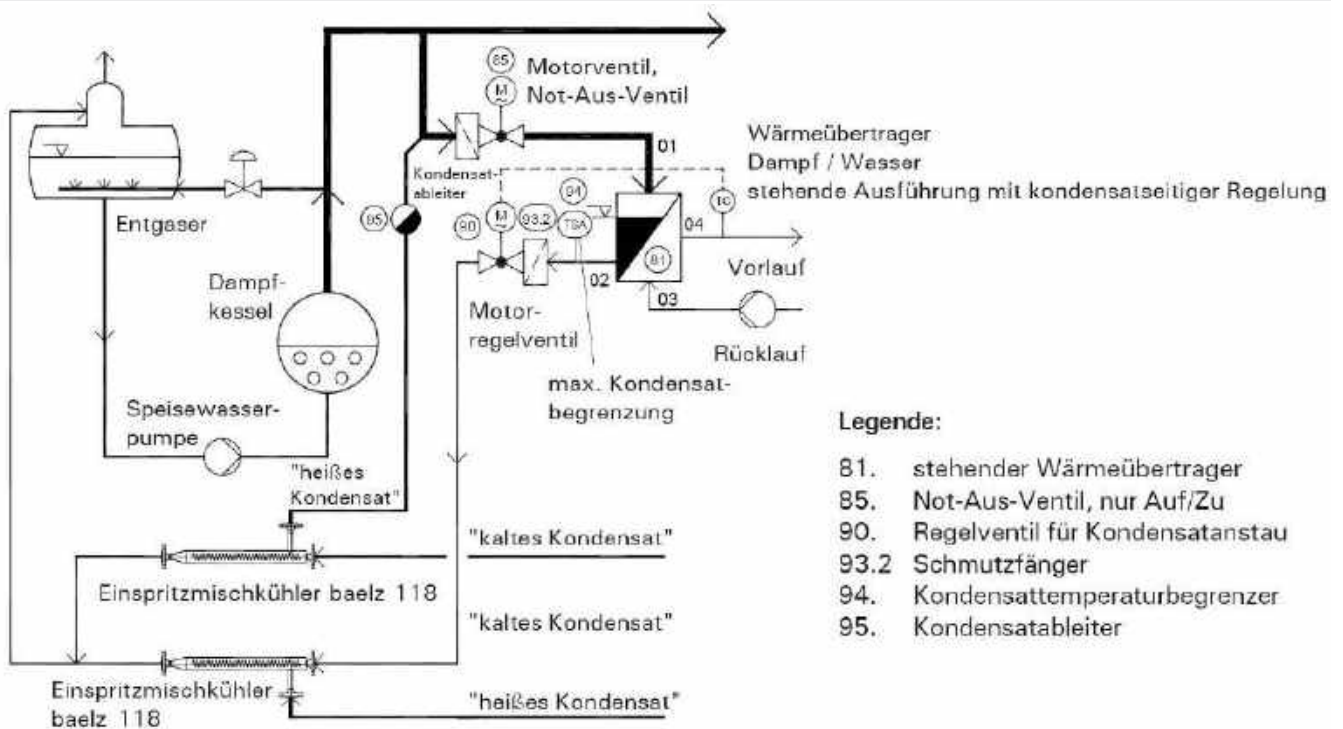 85
Motorventil,
M
Not-Aus-Ventil
01
Wärmeübertrager
Dampf / Wasser
stehende Ausführung mit kondensatseitiger Regelung
Kondensat-
ableiter
94
95
90
M
93.2
TSA
TC
04
Entgaser
81
02
Vorlauf
03
Dampf-
kessel
Motor-
regelventil
Rücklauf
max. Kondensat-
begrenzung
Speisewasser-
pumpe
"heißes
Kondensat"
"kaltes Kondensat"
Einspritzmischkühler baelz 118
"kaltes Kondensat"
Einspritzmischkühler
baelz 118
"heißes Kondensat"
Legende:
81. stehender Wärmeübertrager
85. Not-Aus-Ventil, nur Auf/Zu
90. Regelventil für Kondensatanstau
93.2 Schmutzfänger
94. Kondensattemperaturbegrenzer
95. Kondensatableiter